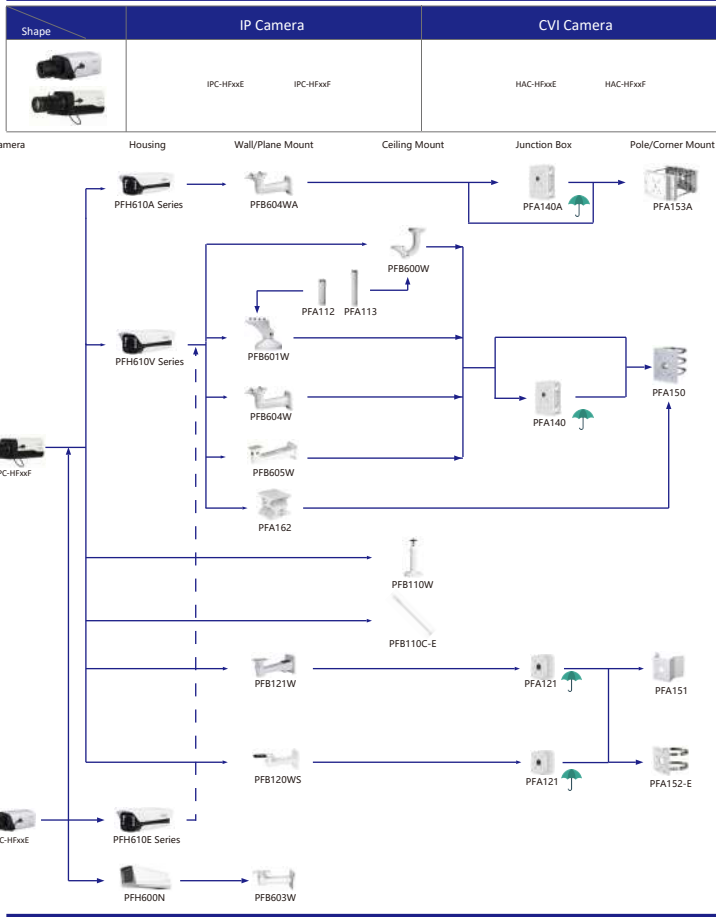 Shape
IP Camera
CVI Camera
IPC-HFxxE
IPC-HFxxF
HAC-HFxxE
HAC-HFxxF
amera
Housing
Wall/Plane Mount
Ceiling Mount
Junction Box
Pole/Corner Mount
PFH610A Series
PFB604WA
PFA140A
PFA153A
PFB600W
PFA112
PFA113
PFH610V Series
PFB601W
PFA150
PFB604W
PFA140
PC-HFxxF
PFB605W
PFA162
PFB110W
PFB110C-E
PFB121W
PFA121
PFA151
PFB120WS
PFA121
PFA152-E
C-HFxxE
PFH610E Series
PFH600N
PFB603W